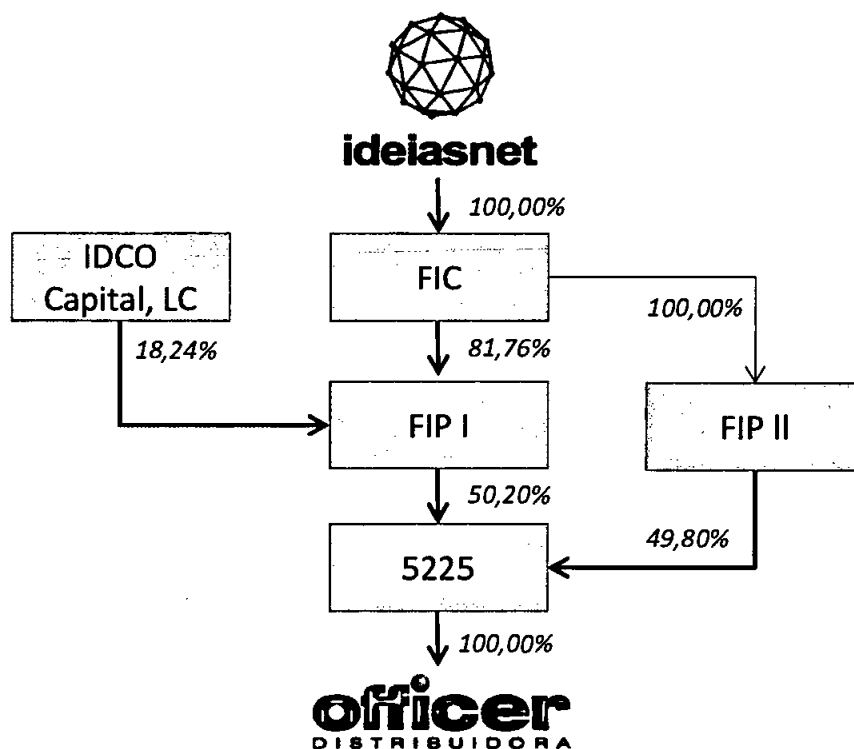 ideiasnet
100,00%
IDCO
Capital, LC
FIC
100,00%
18,24%
81,76%
FIP I
FIP II
50,20%
49,80%
5225
100,00%
officer
DISTRIBUIDORA